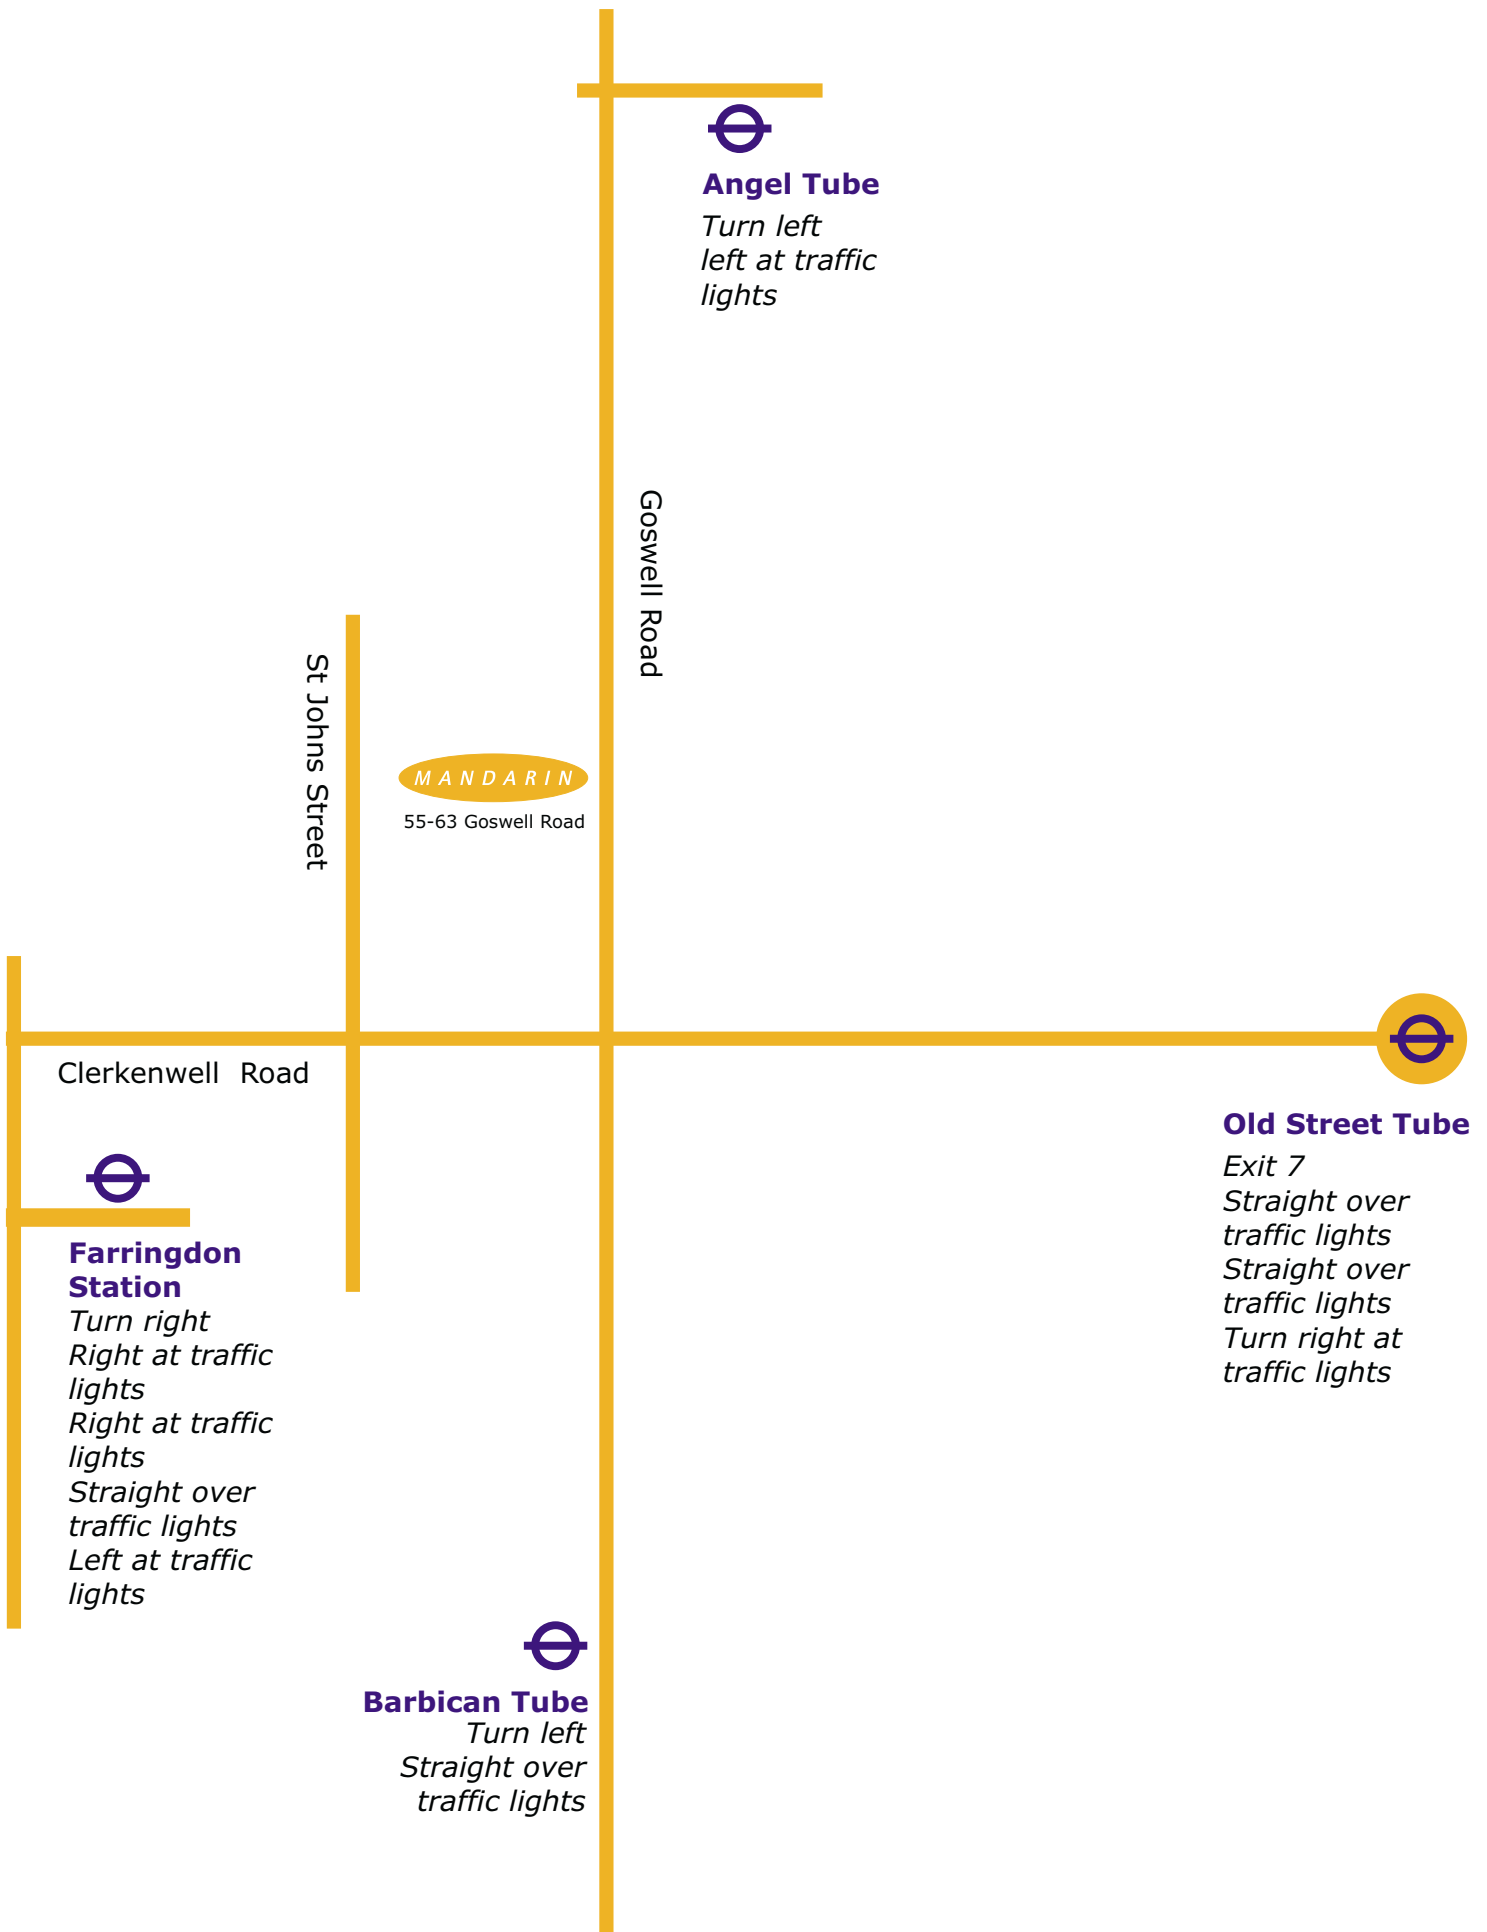 Angel Tube
Turn left
left at traffic
lights
Goswell Road
St Johns Street
MANDARIN
55-63 Goswell Road
Clerkenwell Road
Old Street Tube
Exit 7
Straight over
traffic lights
Straight over
traffic lights
Turn right at
traffic lights
Farringdon
Station
Turn right
Right at traffic
lights
Right at traffic
lights
Straight over
traffic lights
Left at traffic
lights
Barbican Tube
Turn left
Straight over
traffic lights